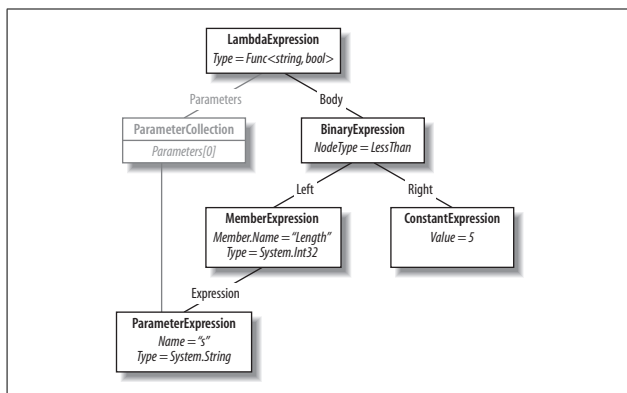 LambdaExpression
Type = Func<string, bool>
Parameters
Body
ParameterCollection
Parameters[0]
BinaryExpression
NodeType = LessThan
Left
Right
MemberExpression
Member.Name = “Length”
Type = System.Int32
ConstantExpression
Value = 5
Expression
ParameterExpression
Name = “s”
Type = System.String